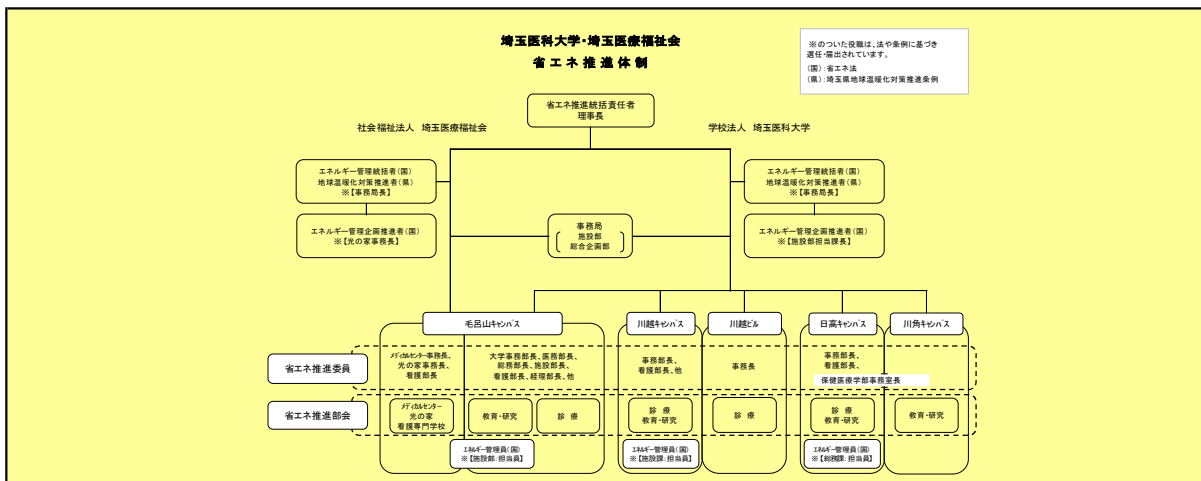 埼玉医科大学・埼玉医療福祉会
省エネ推進体制
※のついた役職は、法や条例に基づき
選任・届出されています。
(国):省エネ法
(県):埼玉県地球温暖化対策推進条例
省エネ推進統括責任者
理事長
社会福祉法人 埼玉医療福祉会
学校法人 埼玉医科大学
エネルギー管理統括者(国)
地球温暖化対策推進者(県)
※【事務局長】
エネルギー管理統括者(国)
地球温暖化対策推進者(県)
※【事務局長】
エネルギー管理企画推進者(国)
※【光の家事務長】
事務局
施設部
総合企画部
エネルギー管理企画推進者(国)
※【施設部担当課長】
毛呂山キャンパス
川越キャンパス
川越ビル
日高キャンパス
川角キャンパス
省エネ推進委員
メディカルセンター事務長、
光の家事務長、
看護部長
大学事務部長、医務部長、
総務部長、施設部長、
看護部長、経理部長、他
事務部長、
看護部長、他
事務長
事務部長、
看護部長、
保健医療学部事務室長
省エネ推進部会
メディカルセンター
光の家
看護専門学校
教育・研究
診療
診療
教育・研究
診療
診療
教育・研究
教育・研究
エネルギー管理員(国)
※【施設部:担当員】
エネルギー管理員(国)
※【施設課:担当員】
エネルギー管理員(国)
※【総務課:担当員】